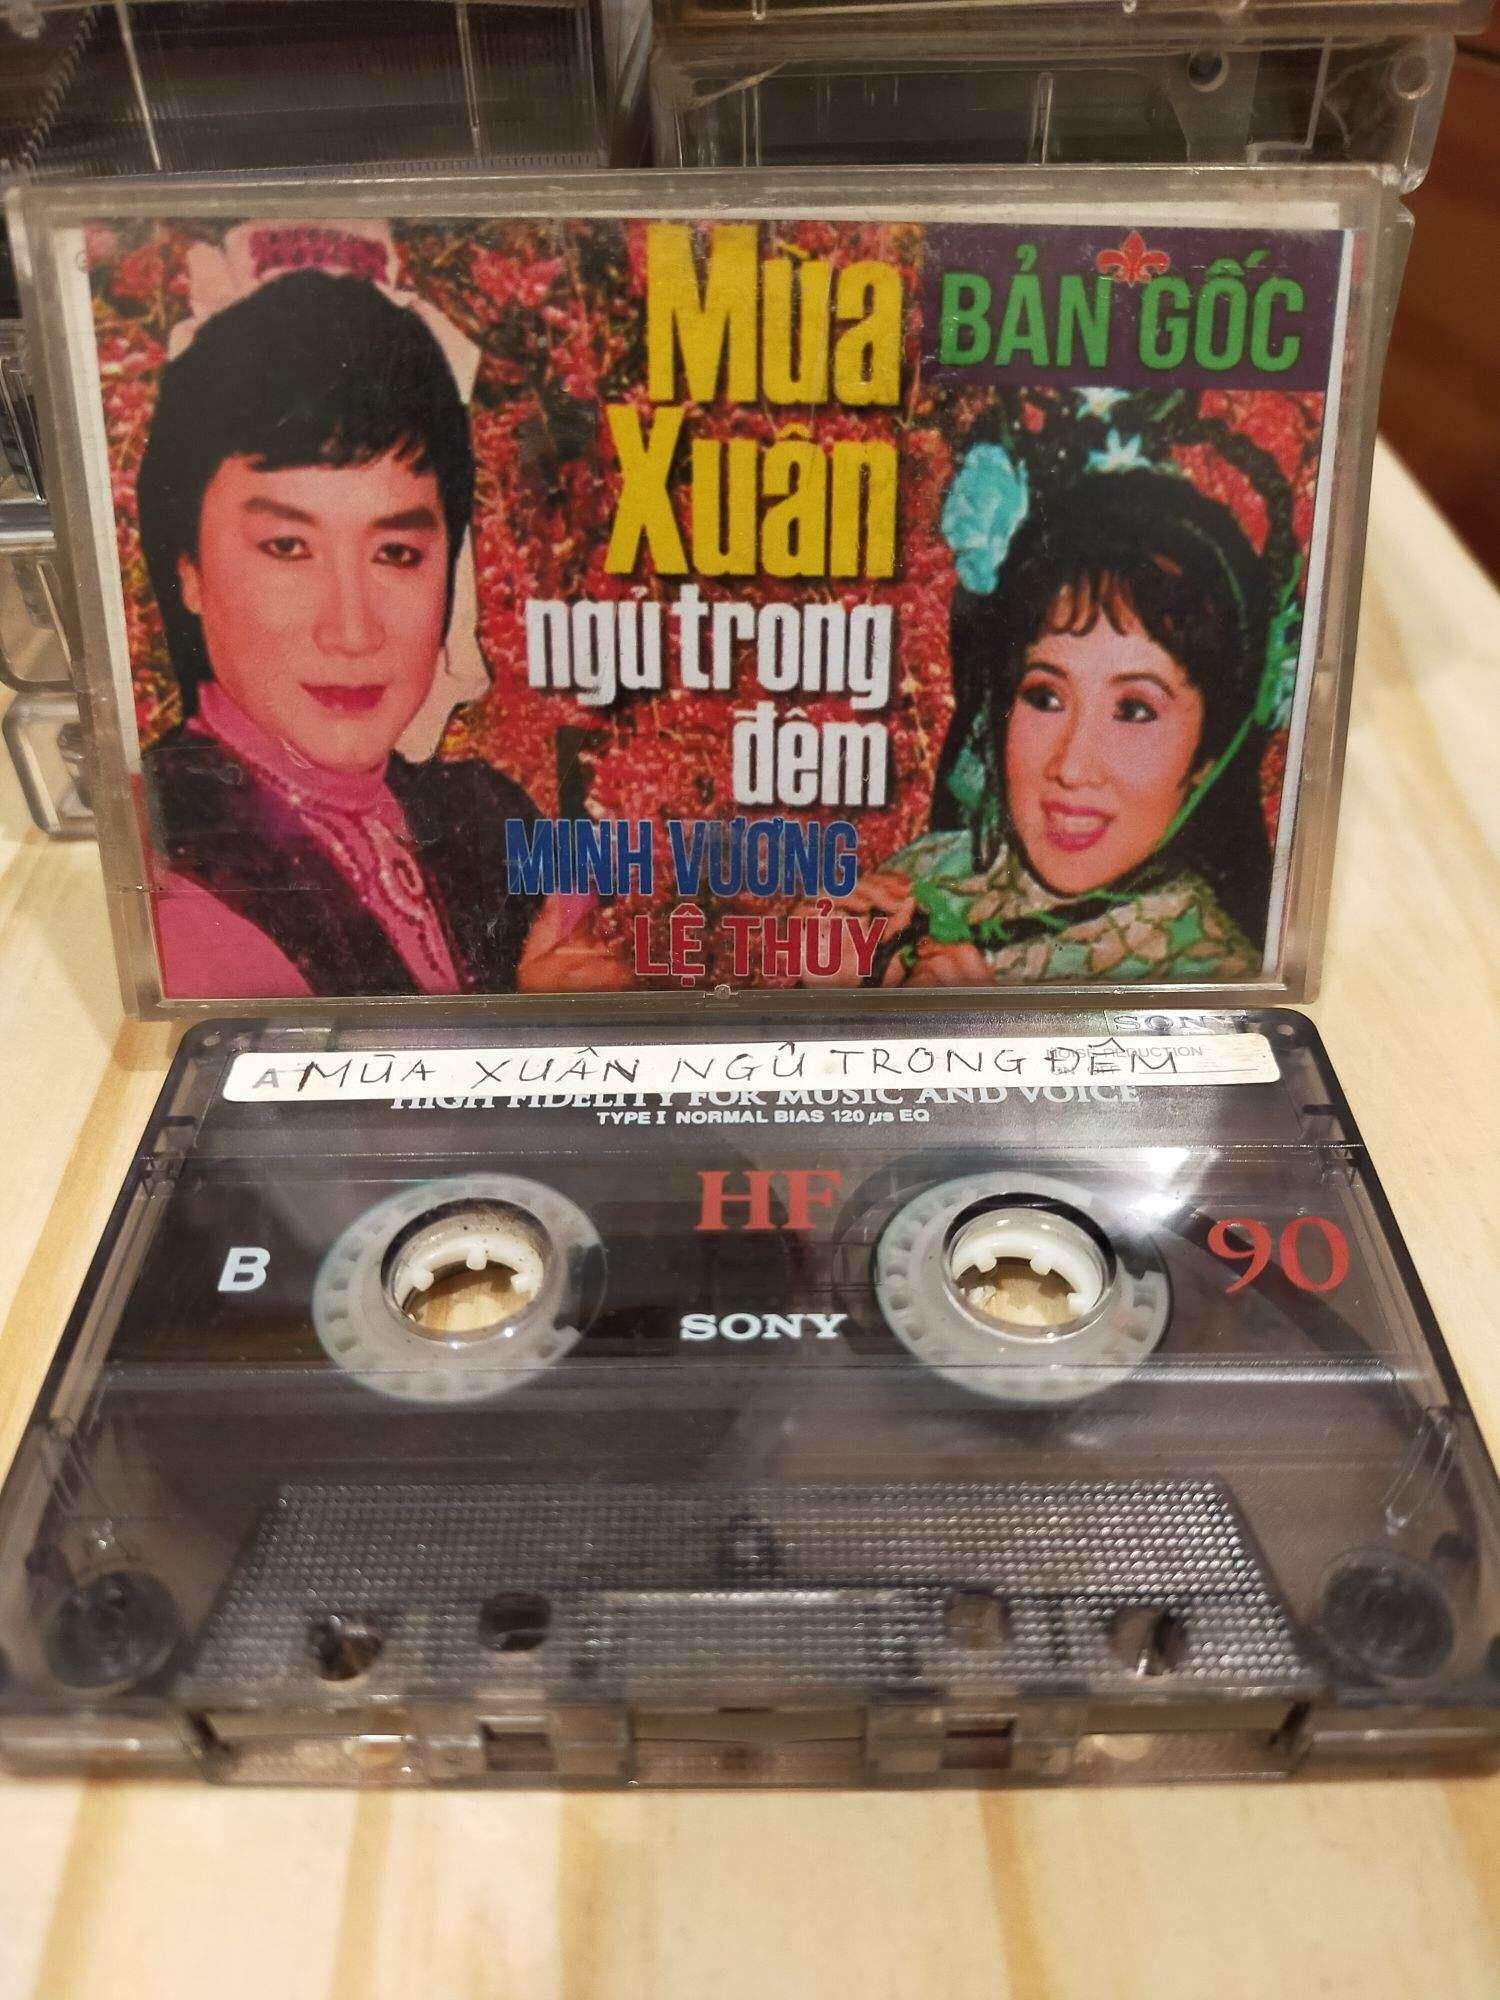 Mùa
Xuân
ngủ trong
đêm
MINH VƯƠNG
LỆ THỦY
BẢN GỐC
SONY
A MÙA XUÂN NGỦ TRONG ĐÊM
HIGH FIDELITY FOR MUSIC AND VOICE
TYPE I NORMAL BIAS 120 µs EQ
HF
B
90
SONY